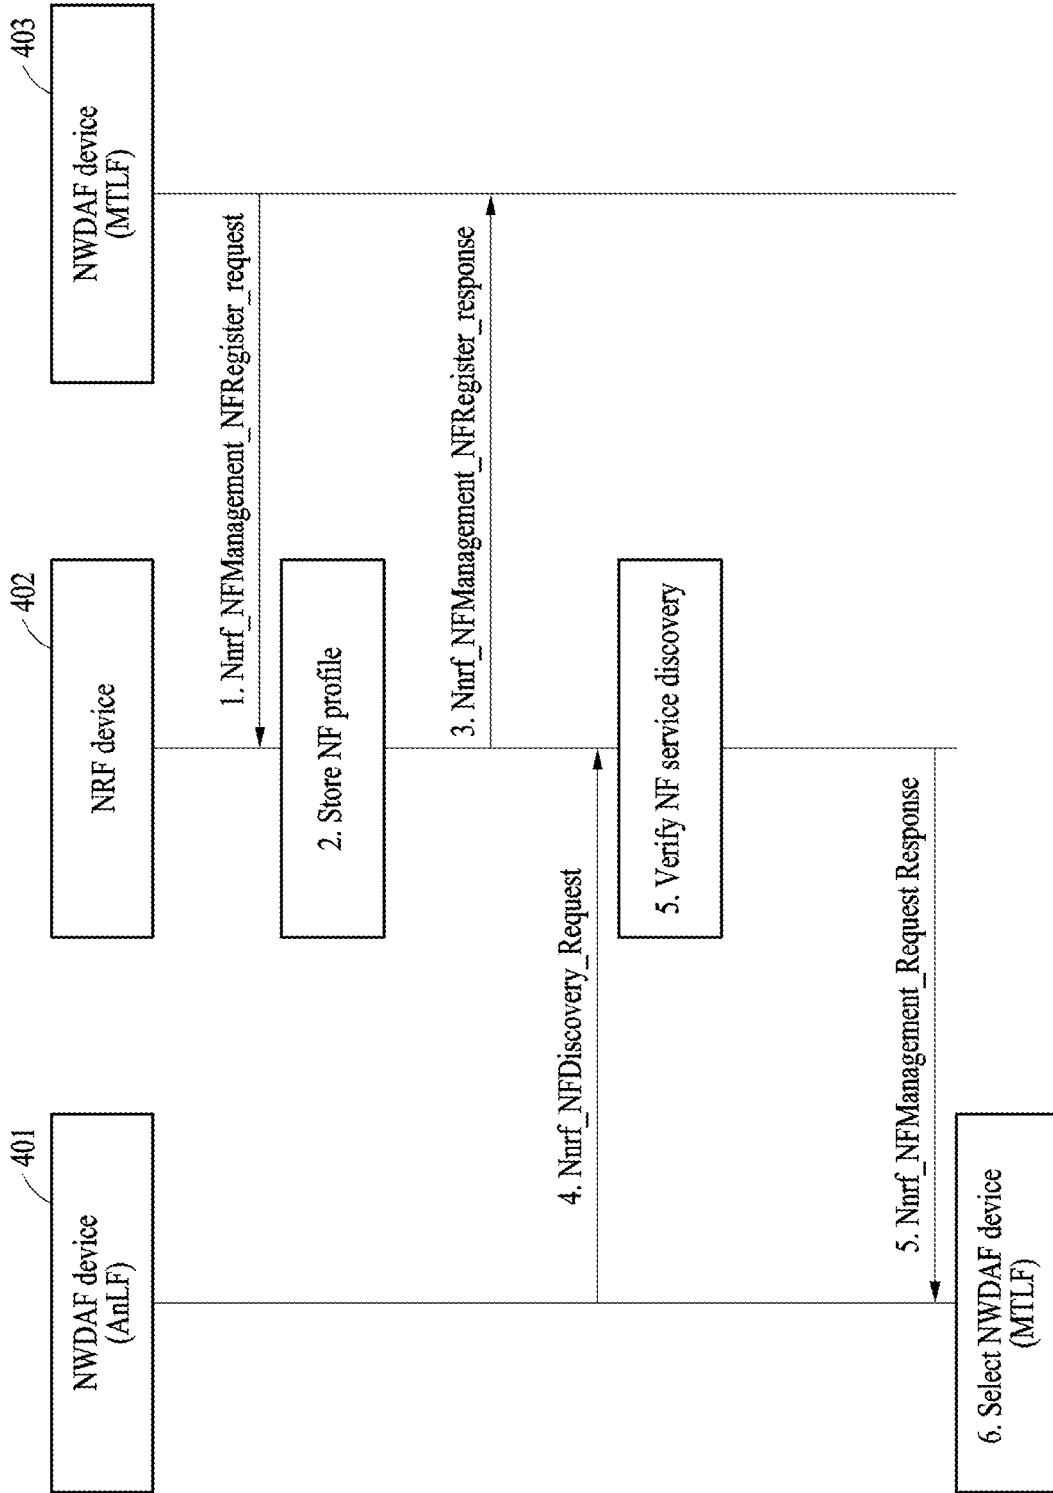 401
NWDAF device
(AnLF)
402
NRF device
403
NWDAF device
(MTLF)
1. Nnrf_NFManagement_NFRegister_request
2. Store NF profile
3. Nnrf_NFManagement_NFRegister_response
4. Nnrf_NFDiscovery_Request
5. Verify NF service discovery
5. Nnrf_NFManagement_Request Response
6. Select NWDAF device
(MTLF)